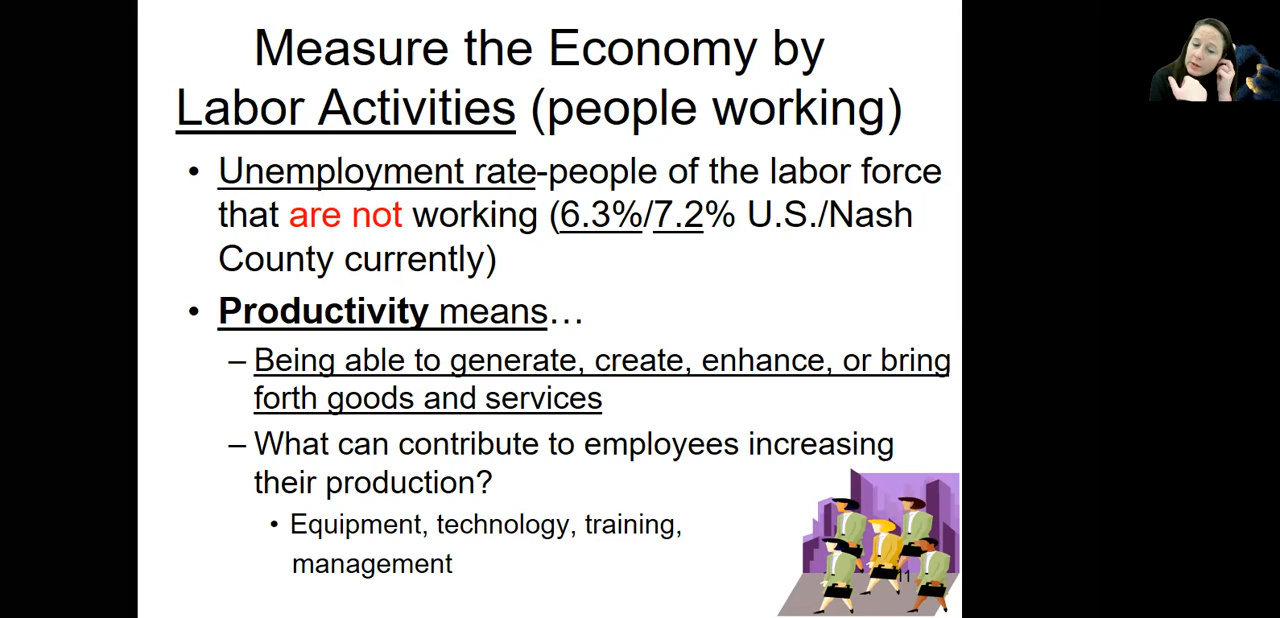 Measure the Economy by
Labor Activities (people working)
• Unemployment rate-people of the labor force
that are not working (6.3%/7.2% U.S./Nash
County currently)
• Productivity means…
– Being able to generate, create, enhance, or bring
forth goods and services
– What can contribute to employees increasing
their production?
• Equipment, technology, training,
management
11